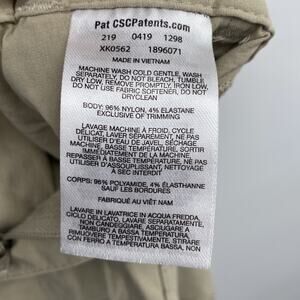 Pat CSCPatents.com
219 0419 1298
XK0562 1896071
MADE IN VIETNAM
MACHINE WASH COLD GENTLE, WASH
SEPARATELY, DO NOT BLEACH, TUMBLE
DRY LOW, REMOVE PROMPTLY, IRON LOW,
DO NOT USE FABRIC SOFTENER, DO NOT
DRYCLEAN
BODY: 96% NYLON, 4% ELASTANE
EXCLUSIVE OF TRIMMING
LAVAGE MACHINE À FROID, CYCLE
DÉLICAT, LAVER SÉPARÉMENT, NE PAS
UTILISER D'EAU DE JAVEL, SÉCHAGE
MACHINE, BASSE TEMPÉRATURE, SORTIR
IMMÉDIATEMENT DE LA MACHINE,
REPASSER À BASSE TEMPÉRATURE, NE PAS
UTILISER D'ADOUCISSANT, NETTOYAGE
À SEC INTERDIT
CORPS: 96% POLYAMIDE, 4% ÉLASTHANNE
SAUF LES BORDURES
FABRIQUÉ AU VIÊT NAM
LAVARE IN LAVATRICE IN ACQUA FREDDA,
CICLO DELICATO, LAVARE SEPARATAMENTE,
NON CANDEGGIARE, ASCIUGARE A
TAMBURO A BASSA TEMPERATURA,
RIMUOVERE TEMPESTIVAMENTE, STIRARE
CON FERRO A TEMPERATURA BASSA, NON